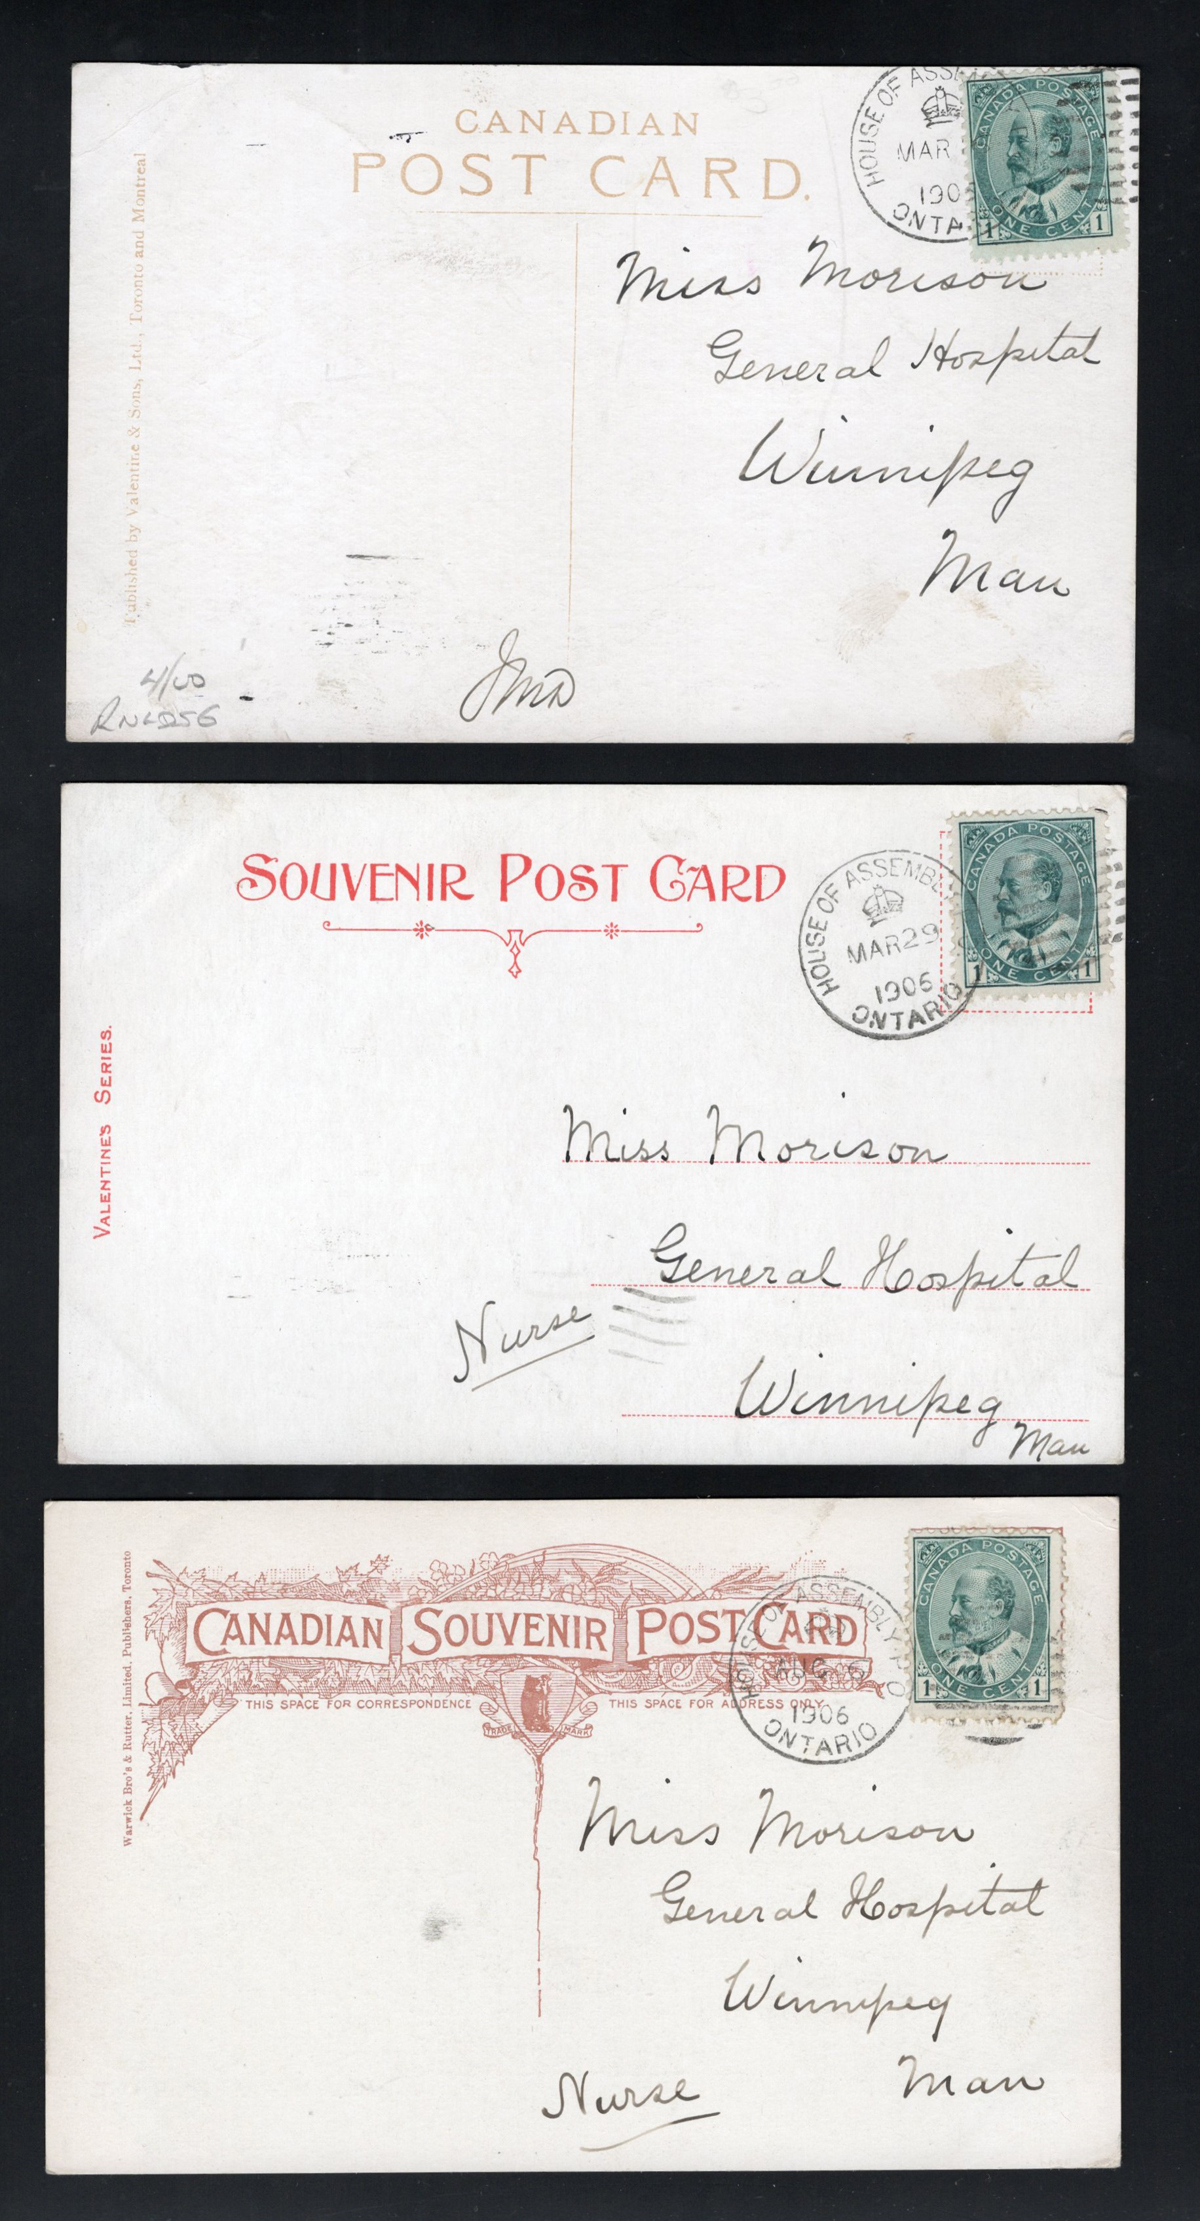 CANADIAN
POST CARD.
Published by Valentine & Sons, Ltd., Toronto and Montreal
HOUSE OF
MAR
190
ONTA
CANADA POSTAGE
1 ONE CENT 1
Miss Morison
General Hospital
Winnipeg
Man
4/00
SOUVENIR POST CARD
VALENTINE'S SERIES.
HOUSE OF ASSEMBL
MAR 29
1906
ONTARIO
CANADA POSTAGE
1 ONE CENT 1
Miss Morison
General Hospital
Nurse
Winnipeg
Man
CANADIAN SOUVENIR POST CARD
THIS SPACE FOR CORRESPONDENCE
THIS SPACE FOR ADDRESS ONLY
TRADE MARK
Warwick Bro's & Rutter, Limited, Publishers, Toronto
HOUSE OF ASSEMBLY P.O
AUG 6
1906
ONTARIO
CANADA POSTAGE
1 ONE CENT 1
Miss Morison
General Hospital
Winnipeg
Man
Nurse